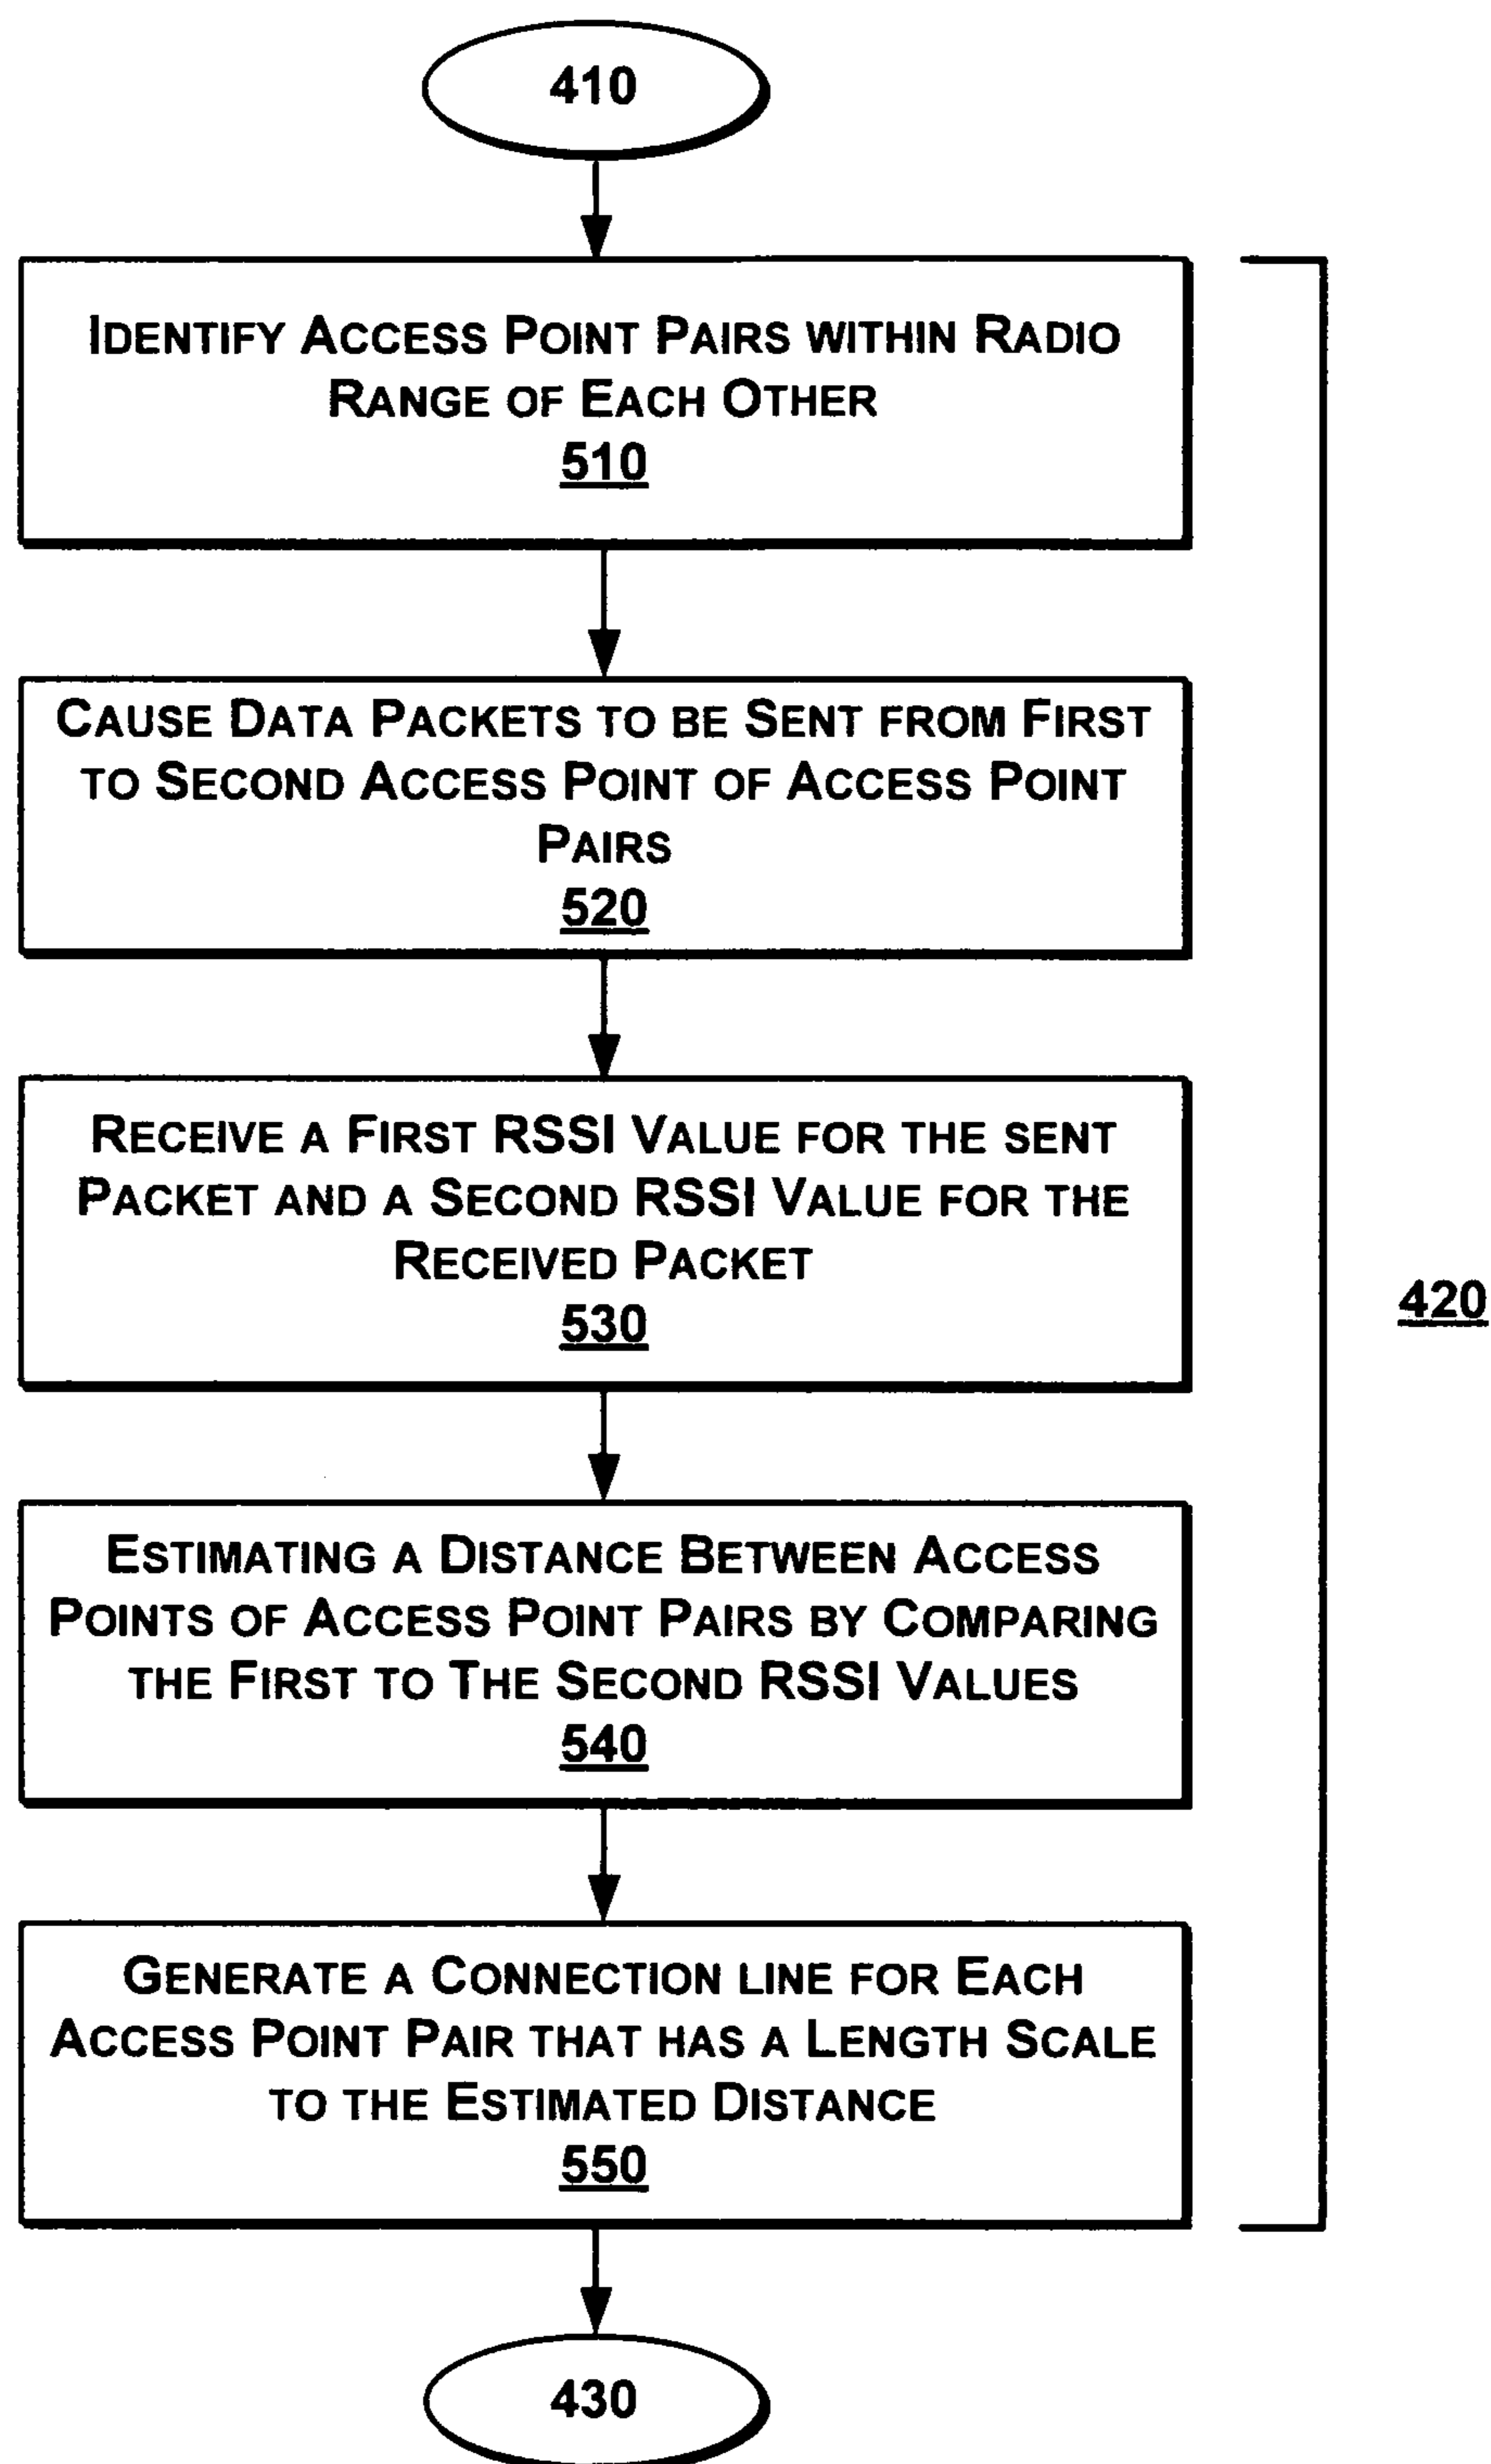 410
IDENTIFY ACCESS POINT PAIRS WITHIN RADIO
RANGE OF EACH OTHER
510
CAUSE DATA PACKETS TO BE SENT FROM FIRST
TO SECOND ACCESS POINT OF ACCESS POINT
PAIRS
520
RECEIVE A FIRST RSSI VALUE FOR THE SENT
PACKET AND A SECOND RSSI VALUE FOR THE
RECEIVED PACKET
530
420
ESTIMATING A DISTANCE BETWEEN ACCESS
POINTS OF ACCESS POINT PAIRS BY COMPARING
THE FIRST TO THE SECOND RSSI VALUES
540
GENERATE A CONNECTION LINE FOR EACH
ACCESS POINT PAIR THAT HAS A LENGTH SCALE
TO THE ESTIMATED DISTANCE
550
430